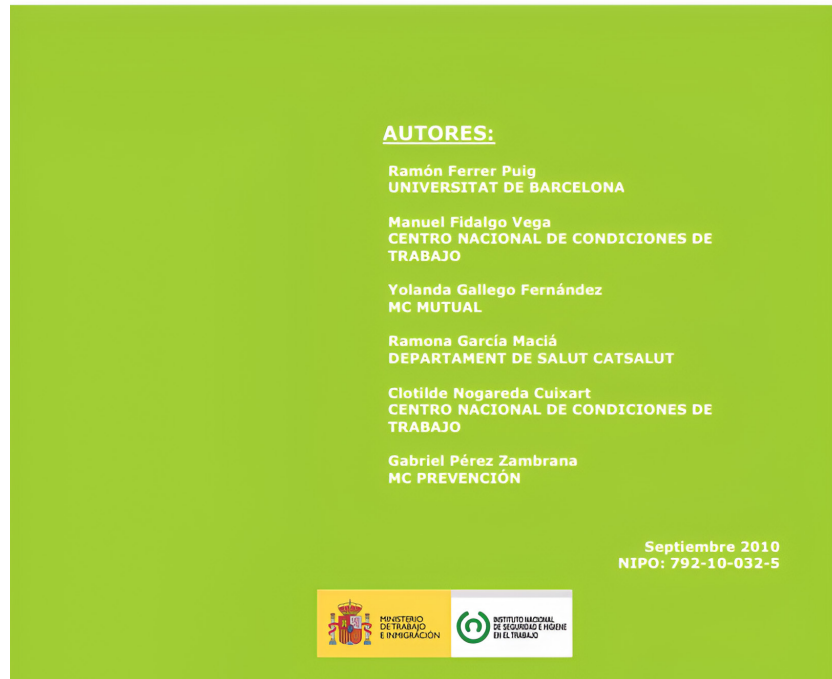 AUTORES:
Ramón Ferrer Puig
UNIVERSITAT DE BARCELONA
Manuel Fidalgo Vega
CENTRO NACIONAL DE CONDICIONES DE
TRABAJO
Yolanda Gallego Fernández
MC MUTUAL
Ramona García Maciá
DEPARTAMENT DE SALUT CATSALUT
Clotilde Nogareda Cuixart
CENTRO NACIONAL DE CONDICIONES DE
TRABAJO
Gabriel Pérez Zambrana
MC PREVENCIÓN
Septiembre 2010
NIPO: 792-10-032-5
MINISTERIO
DE TRABAJO
E INMIGRACIÓN
INSTITUTO NACIONAL
DE SEGURIDAD E HIGIENE
EN EL TRABAJO